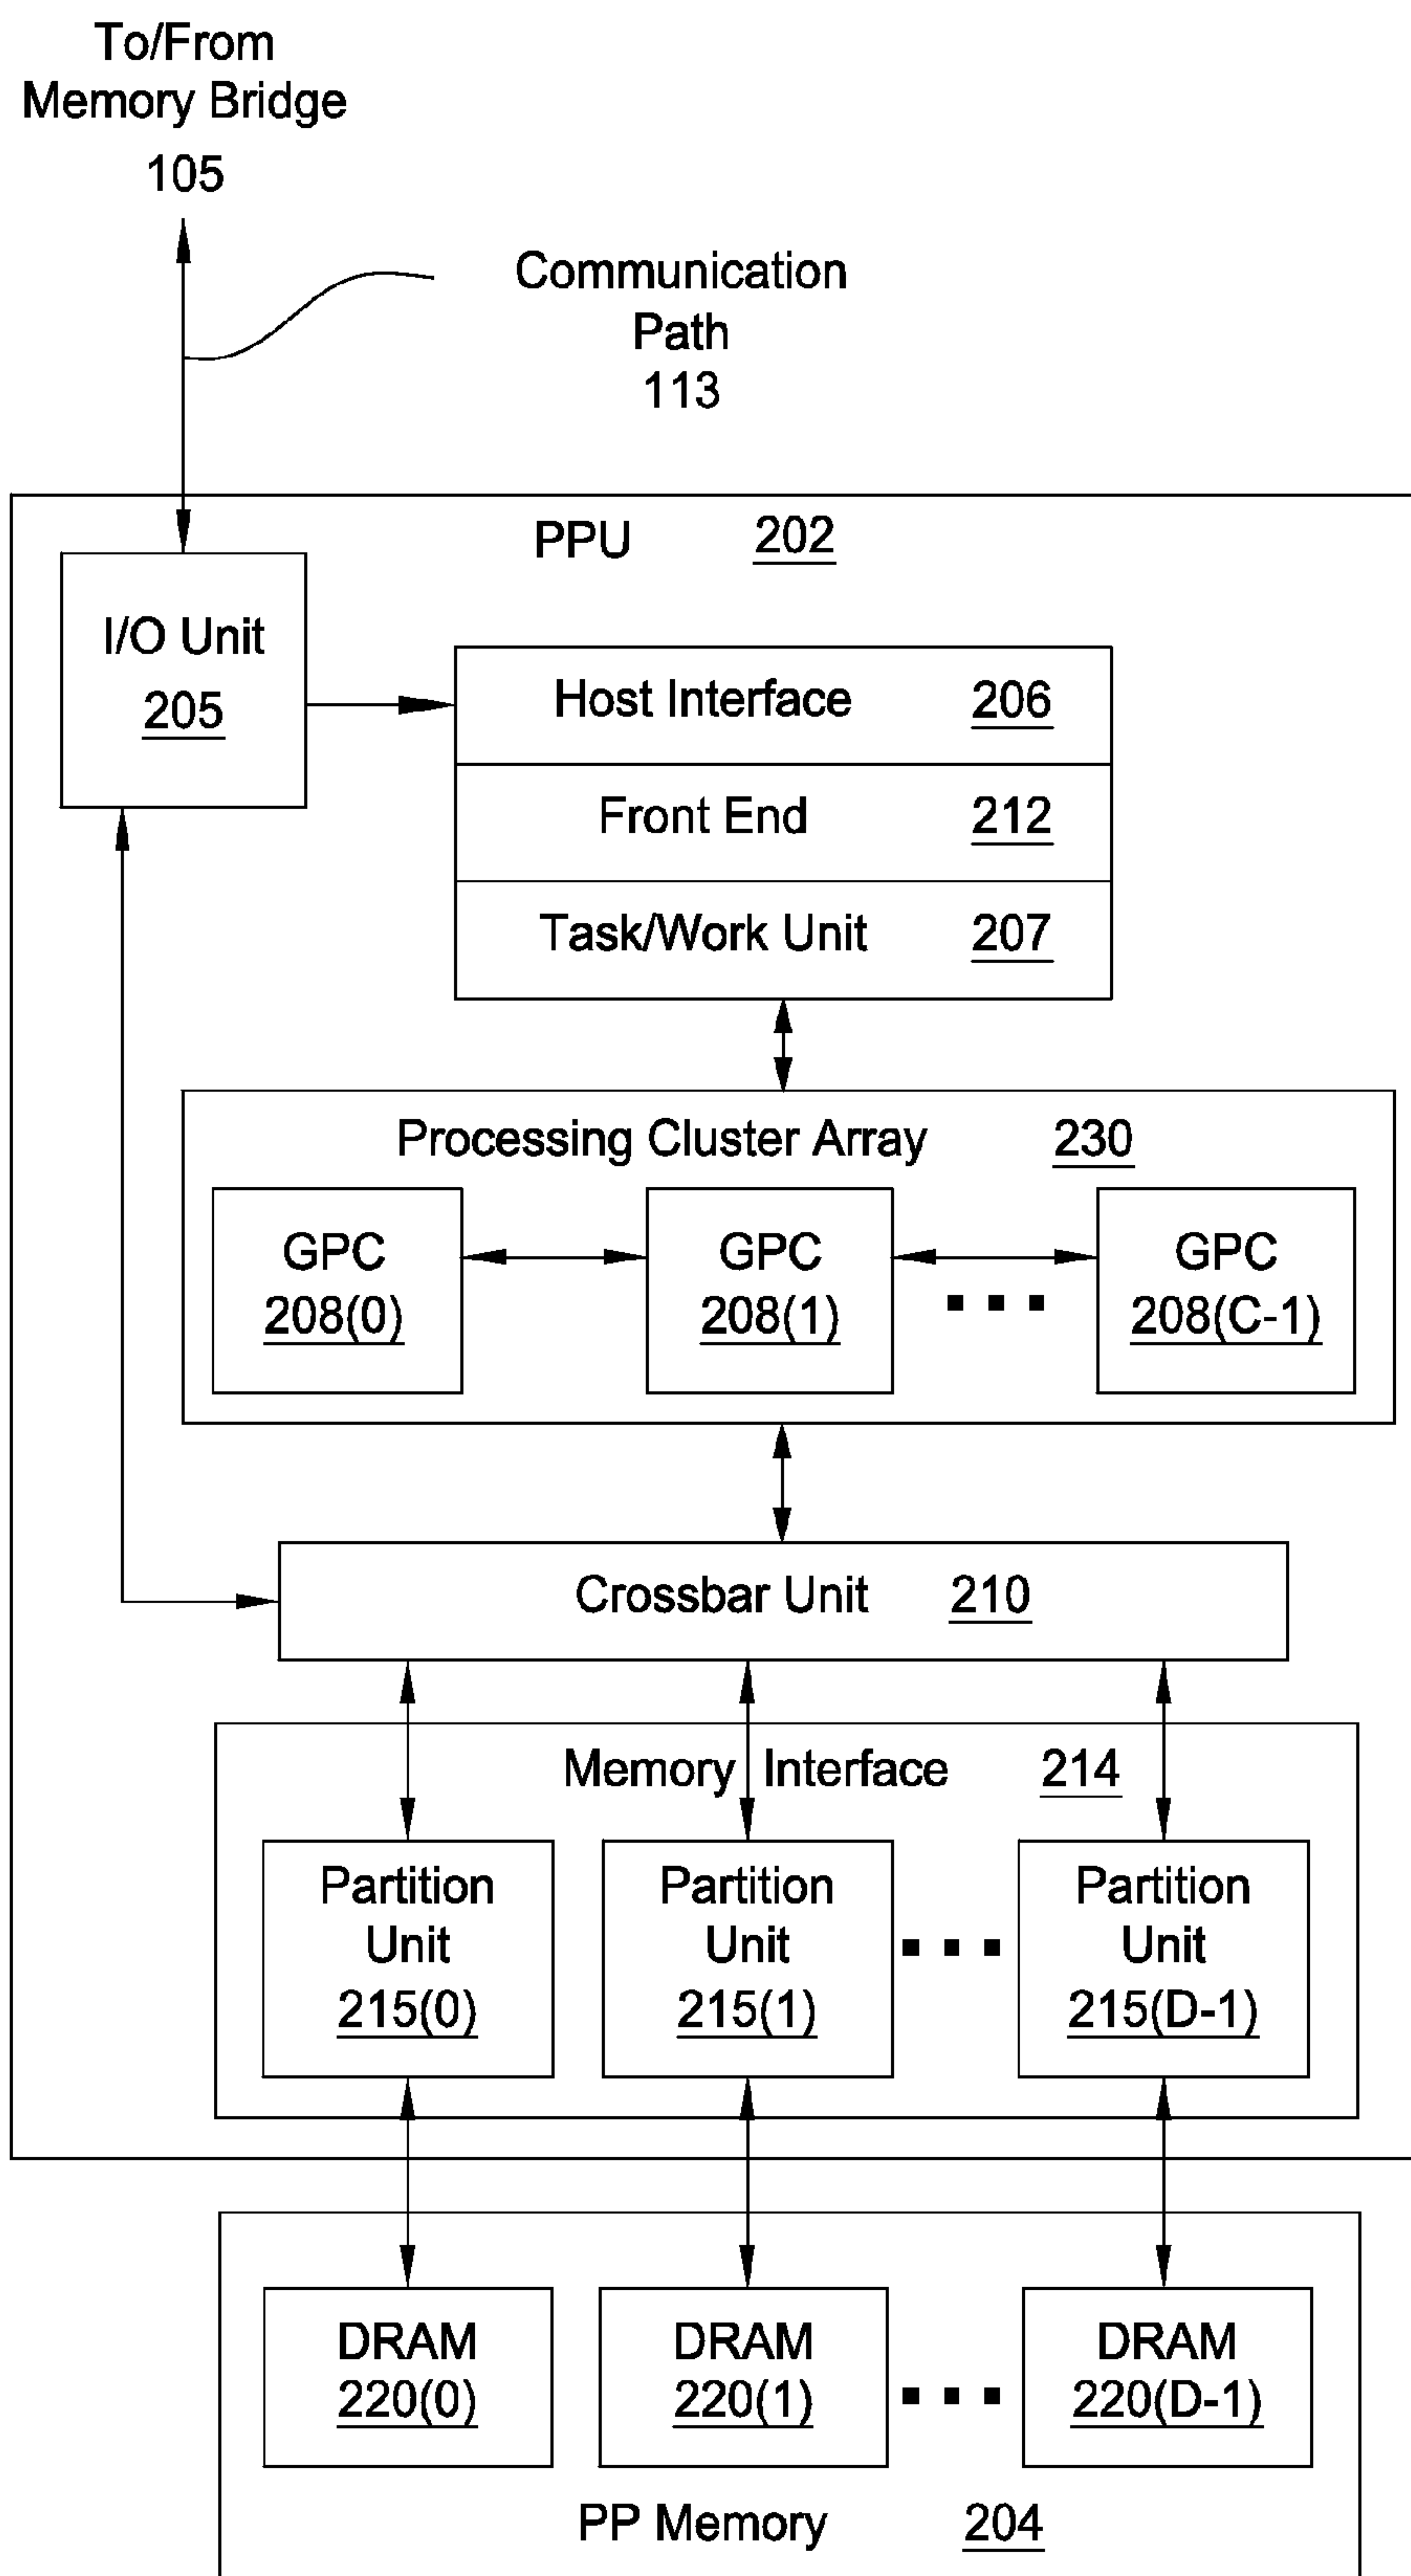 To/From
Memory Bridge
105
Communication
Path
113
PPU 202
I/O Unit
205
Host Interface 206
Front End 212
Task/Work Unit 207
Processing Cluster Array 230
GPC
208(0)
GPC
208(1)
GPC
208(C-1)
Crossbar Unit 210
Memory Interface 214
Partition
Unit
215(0)
Partition
Unit
215(1)
Partition
Unit
215(D-1)
DRAM
220(0)
DRAM
220(1)
DRAM
220(D-1)
PP Memory 204